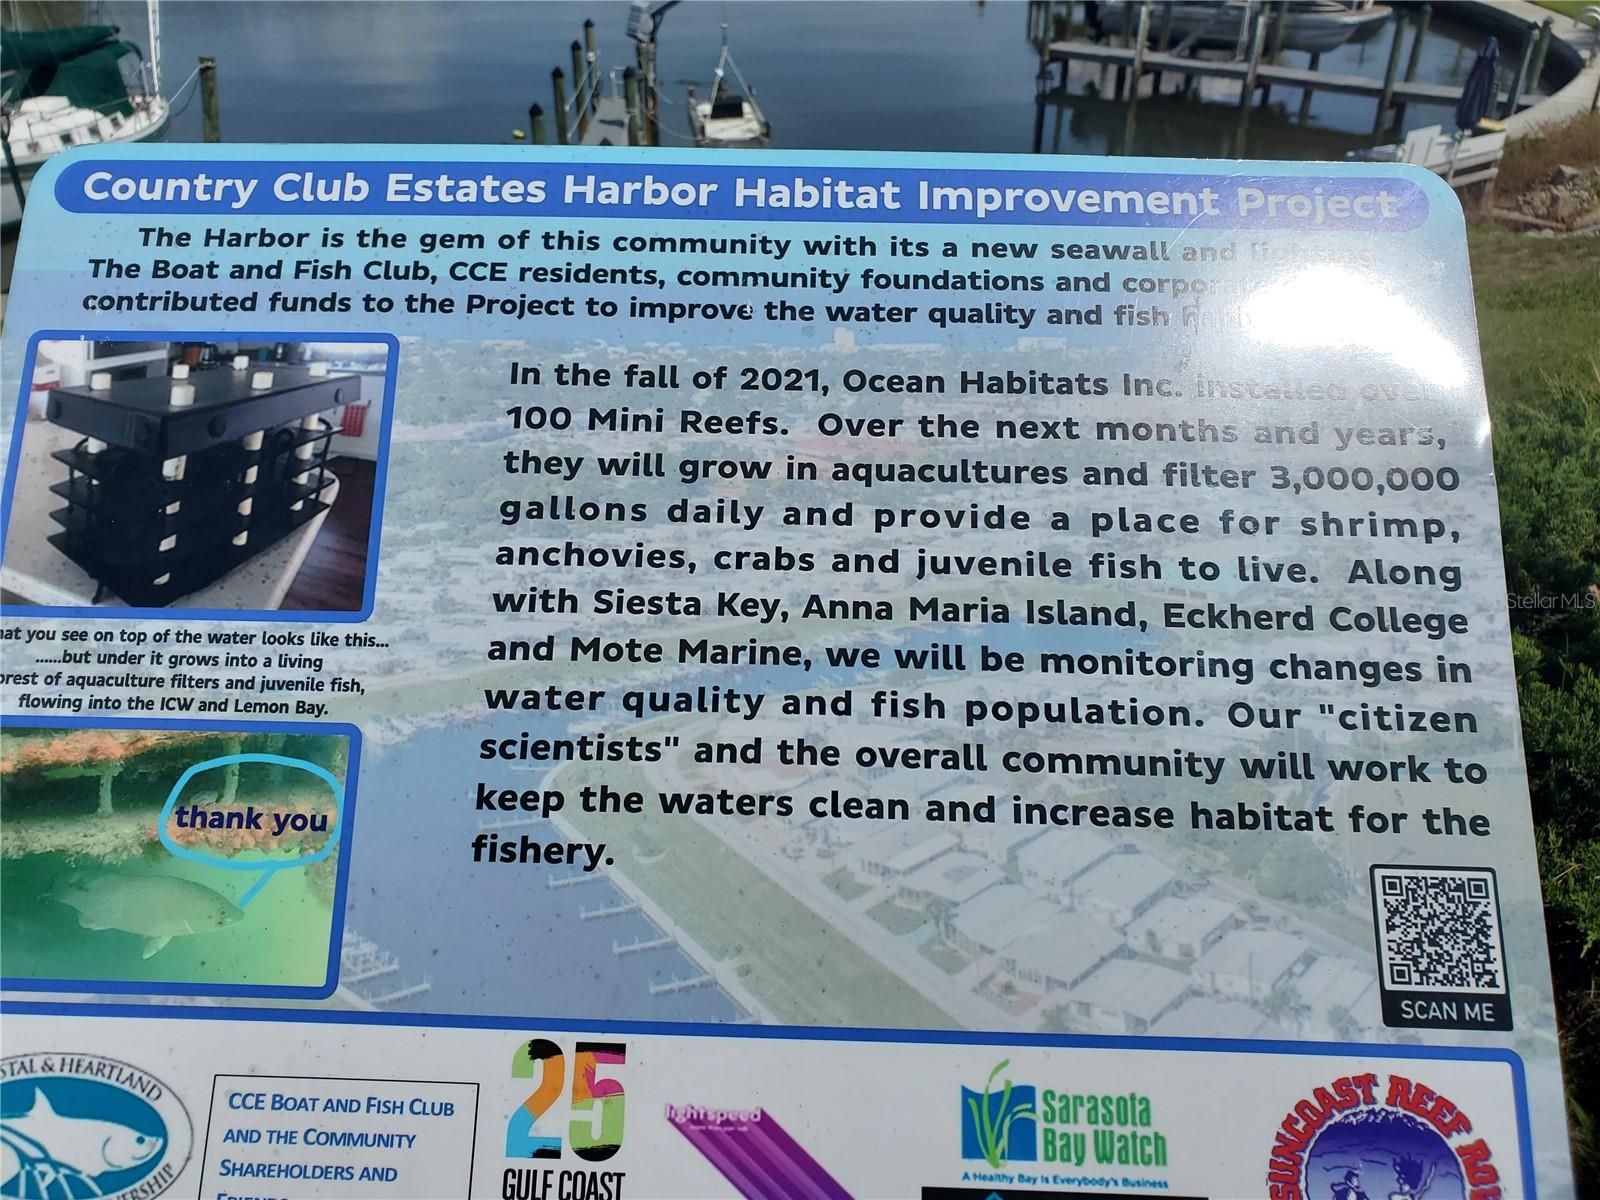 Country Club Estates Harbor Habitat Improvement Project
The Harbor is the gem of this community with its a new seawall and lighting
The Boat and Fish Club, CCE residents, community foundations and
contributed funds to the Project to improve the water quality and fish
In the fall of 2021, Ocean Habitats Inc. installed over
100 Mini Reefs. Over the next months and years,
they will grow in aquacultures and filter 3,000,000
gallons daily and provide a place for shrimp,
anchovies, crabs and juvenile fish to live. Along
with Siesta Key, Anna Maria Island, Eckherd College
and Mote Marine, we will be monitoring changes in
water quality and fish population. Our "citizen
scientists" and the overall community will work to
keep the waters clean and increase habitat for the
fishery.
you see on top of the water looks like this...
......but under it grows into a living
of aquaculture filters and juvenile fish,
flowing into the ICW and Lemon Bay.
thank you
SCAN ME
StellarMLS
& HEARTLAND
CCE BOAT AND FISH CLUB
AND THE COMMUNITY
SHAREHOLDERS AND
25
GULF COAST
lightspeed
Sarasota
Bay Watch
A Healthy Bay is Everybody's Business
SUNCOAST REEF